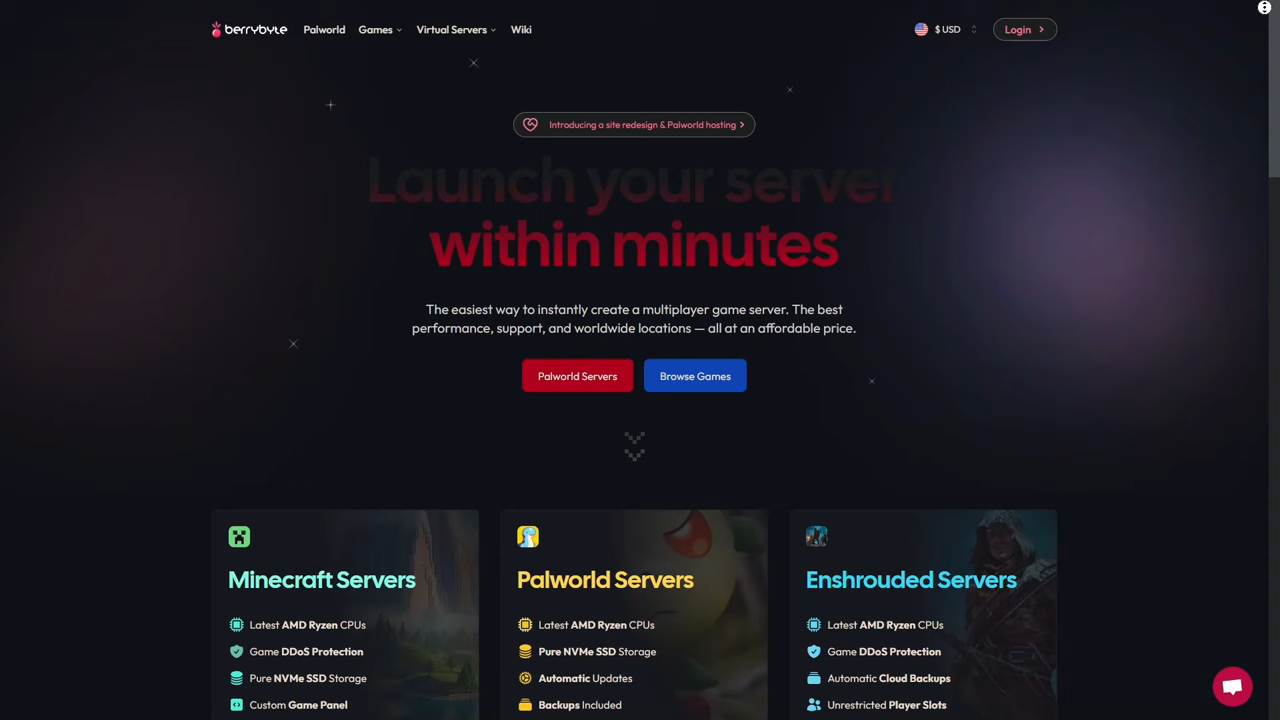 berrybyte
Palworld
Games
Virtual Servers
Wiki
$ USD
Login
Introducing a site redesign & Palworld hosting
Launch your server
within minutes
The easiest way to instantly create a multiplayer game server. The best
performance, support, and worldwide locations — all at an affordable price.
Palworld Servers
Browse Games
Minecraft Servers
Latest AMD Ryzen CPUs
Game DDoS Protection
Pure NVMe SSD Storage
Custom Game Panel
Palworld Servers
Latest AMD Ryzen CPUs
Pure NVMe SSD Storage
Automatic Updates
Backups Included
Enshrouded Servers
Latest AMD Ryzen CPUs
Game DDoS Protection
Automatic Cloud Backups
Unrestricted Player Slots